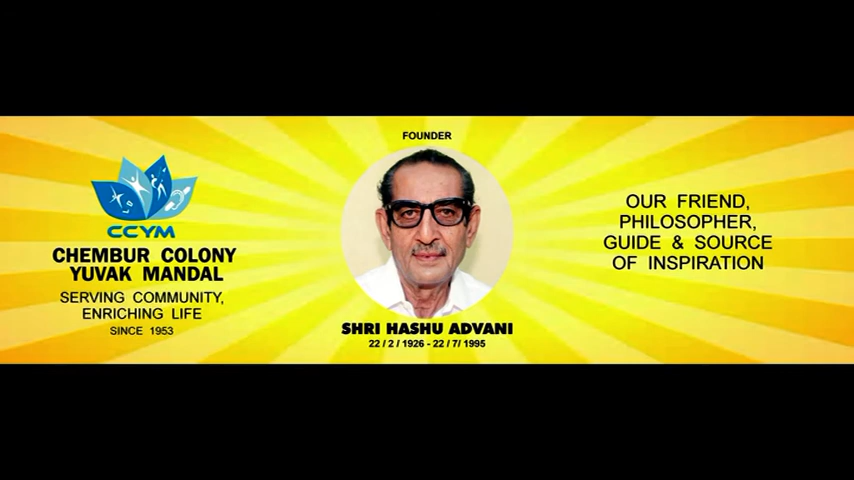 CCYM
CHEMBUR COLONY
YUVAK MANDAL
SERVING COMMUNITY,
ENRICHING LIFE
SINCE 1953
FOUNDER
SHRI HASHU ADVANI
22 / 2 / 1926 - 22 / 7/ 1995
OUR FRIEND,
PHILOSOPHER,
GUIDE & SOURCE
OF INSPIRATION